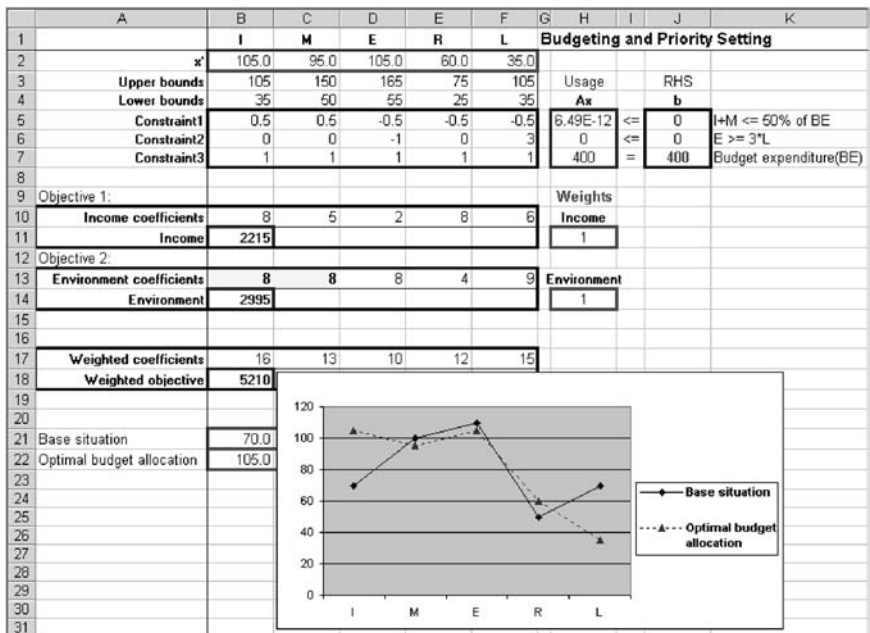 A B C D E F G H I J K
1 I M E R L Budgeting and Priority Setting
2 x' 105.0 95.0 105.0 60.0 35.0
3 Upper bounds 105 150 165 75 105 Usage RHS
4 Lower bounds 35 50 55 25 35 Ax b
5 Constraint1 0.5 0.5 -0.5 -0.5 -0.5 6.49E-12 <= 0 I+M <= 50% of BE
6 Constraint2 0 0 -1 0 3 0 <= 0 E >= 3*L
7 Constraint3 1 1 1 1 1 400 = 400 Budget expenditure(BE)
8
9 Objective 1: Weights
10 Income coefficients 8 5 2 8 6 Income
11 Income 2215 1
12 Objective 2:
13 Environment coefficients 8 8 8 4 9 Environment
14 Environment 2995 1
15
16
17 Weighted coefficients 16 13 10 12 15
18 Weighted objective 5210
19
20
21 Base situation 70.0
22 Optimal budget allocation 105.0
23
24
25
26
27
28
29
30
31
120
100
80
60
40
20
0
I M E R L
Base situation
Optimal budget
allocation